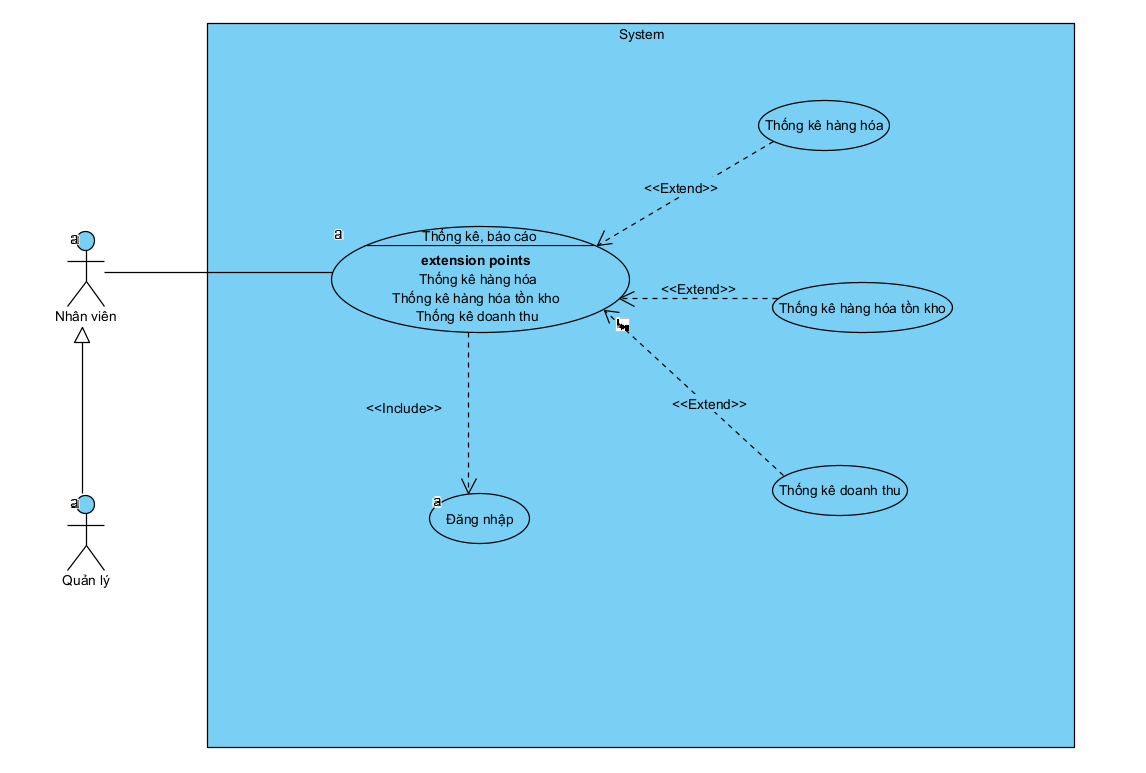 System
Thống kê hàng hóa
<<Extend>>
a
Thống kê, báo cáo
extension points
Thống kê hàng hóa
Thống kê hàng hóa tồn kho
Thống kê doanh thu
a
Nhân viên
<<Extend>>
Thống kê hàng hóa tồn kho
<<Include>>
<<Extend>>
Thống kê doanh thu
a
Đăng nhập
a
Quản lý